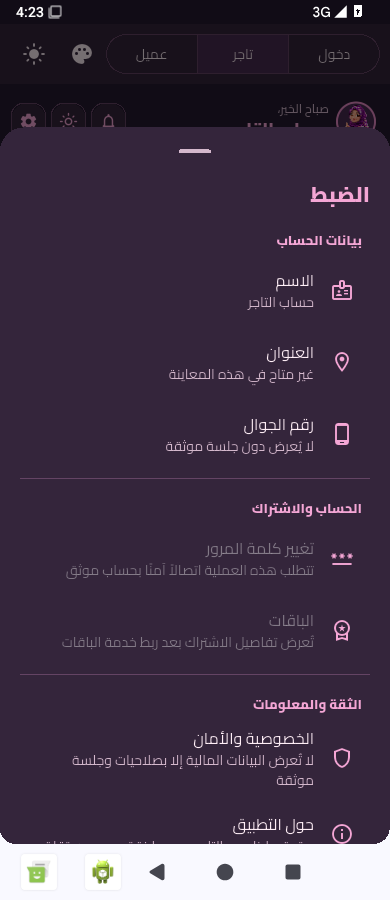 4:23
3G
دخول
تاجر
عميل
صباح الخير،
الضبط
بيانات الحساب
الاسم
حساب التاجر
العنوان
غير متاح في هذه المعاينة
رقم الجوال
لا يُعرض دون جلسة موثقة
الحساب والاشتراك
تغيير كلمة المرور
تتطلب هذه العملية اتصالًا آمنًا بحساب موثق
الباقات
تُعرض تفاصيل الاشتراك بعد ربط خدمة الباقات
الثقة والمعلومات
الخصوصية والأمان
لا تُعرض البيانات المالية إلا بصلاحيات وجلسة
موثقة
حول التطبيق